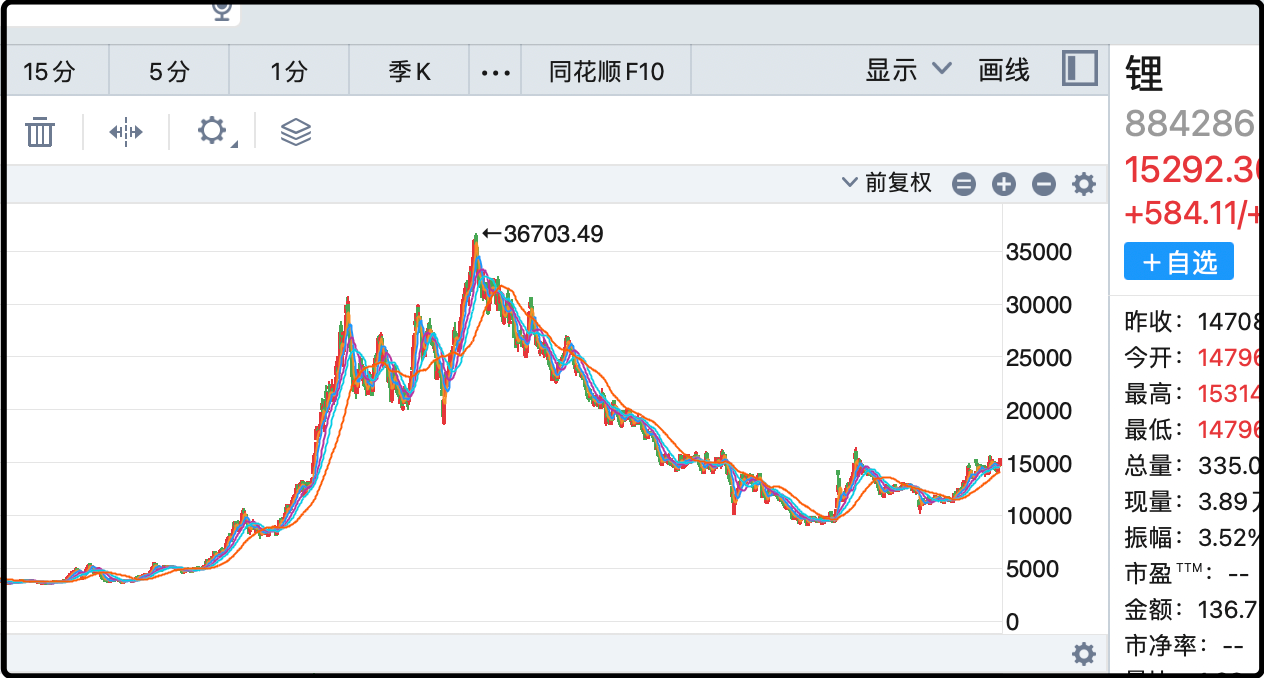 15分 5分 1分 季K ... 同花顺F10 显示 画线
前复权
←36703.49
35000
30000
25000
20000
15000
10000
5000
0
锂
884286
15292.3
+584.11/+
+自选
昨收：14708
今开：14796
最高：15314
最低：14796
总量：335.0
现量：3.89万
振幅：3.52%
市盈TTM：--
金额：136.7
市净率：--